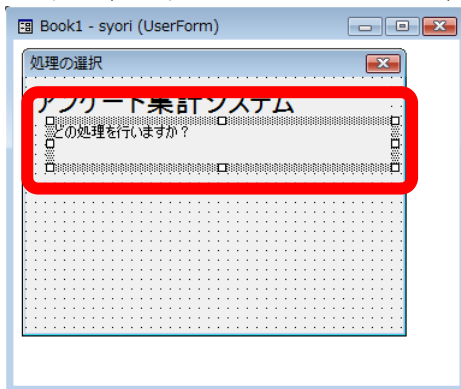 Book1 - syori (UserForm)
処理の選択
アンケート集計システム
どの処理を行いますか？